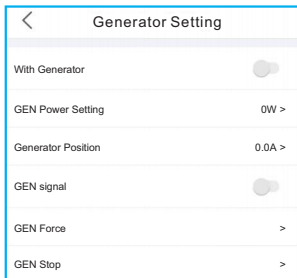 Generator Setting
With Generator
GEN Power Setting 0W >
Generator Position 0.0A >
GEN signal
GEN Force >
GEN Stop >